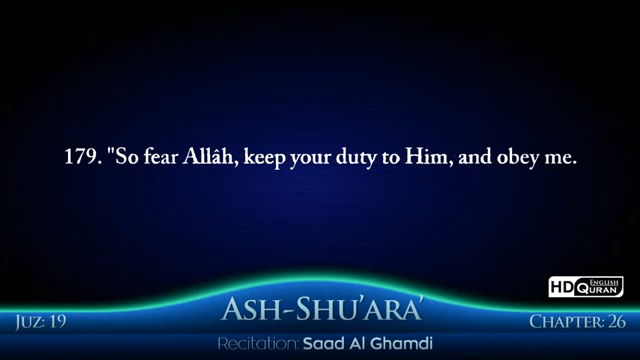 179. "So fear Allâh, keep your duty to Him, and obey me.
HD ENGLISH QURAN
JUZ: 19
ASH-SHU'ARA'
CHAPTER: 26
Recitation: Saad Al Ghamdi